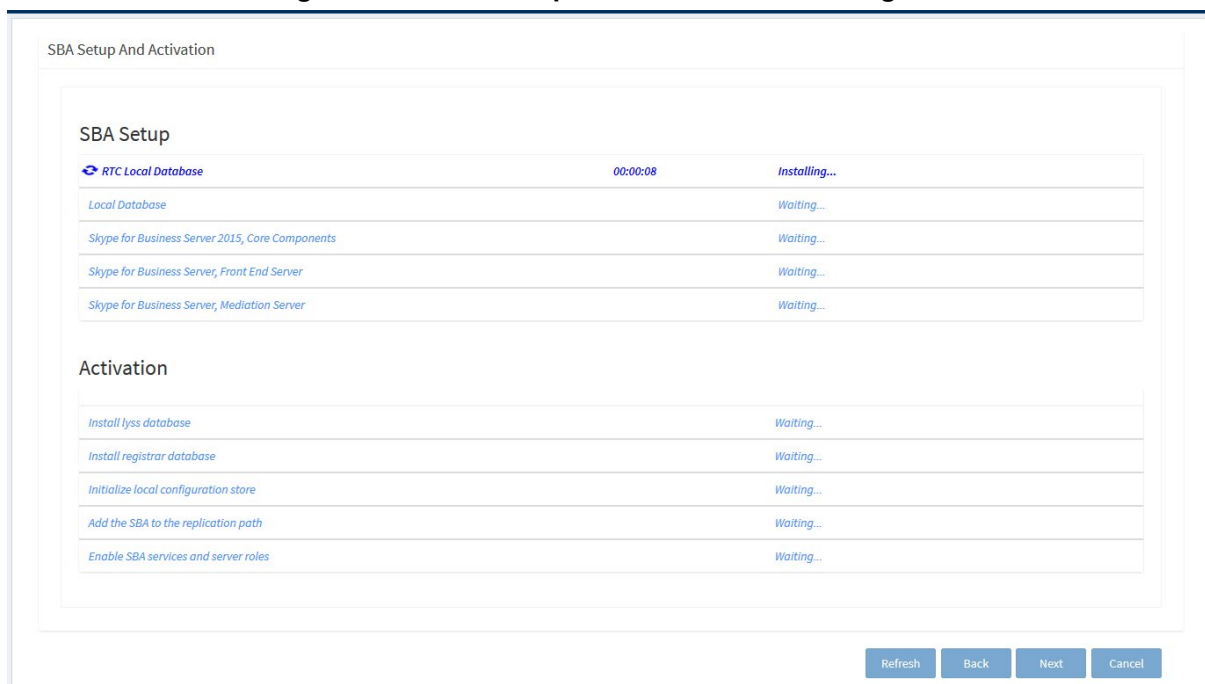 SBA Setup And Activation
SBA Setup
RTC Local Database 00:00:08 Installing...
Local Database Waiting...
Skype for Business Server 2015, Core Components Waiting...
Skype for Business Server, Front End Server Waiting...
Skype for Business Server, Mediation Server Waiting...
Activation
Install lyss database Waiting...
Install registrar database Waiting...
Initialize local configuration store Waiting...
Add the SBA to the replication path Waiting...
Enable SBA services and server roles Waiting...
Refresh Back Next Cancel